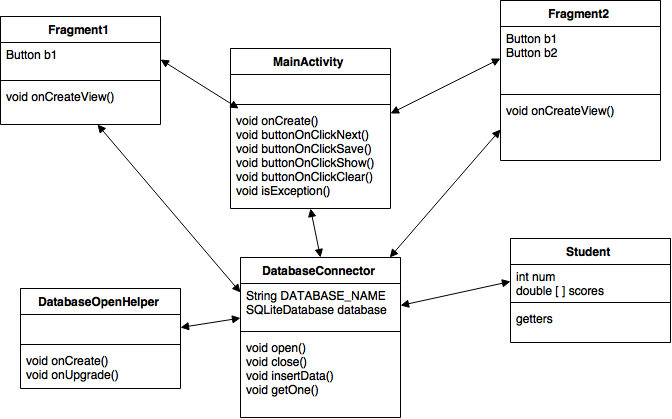 Fragment1
Button b1
void onCreateView()
MainActivity
void onCreate()
void buttonOnClickNext()
void buttonOnClickSave()
void buttonOnClickShow()
void buttonOnClickClear()
void isException()
Fragment2
Button b1
Button b2
void onCreateView()
DatabaseOpenHelper
void onCreate()
void onUpgrade()
DatabaseConnector
String DATABASE_NAME
SQLiteDatabase database
void open()
void close()
void insertData()
void getOne()
Student
int num
double [ ] scores
getters